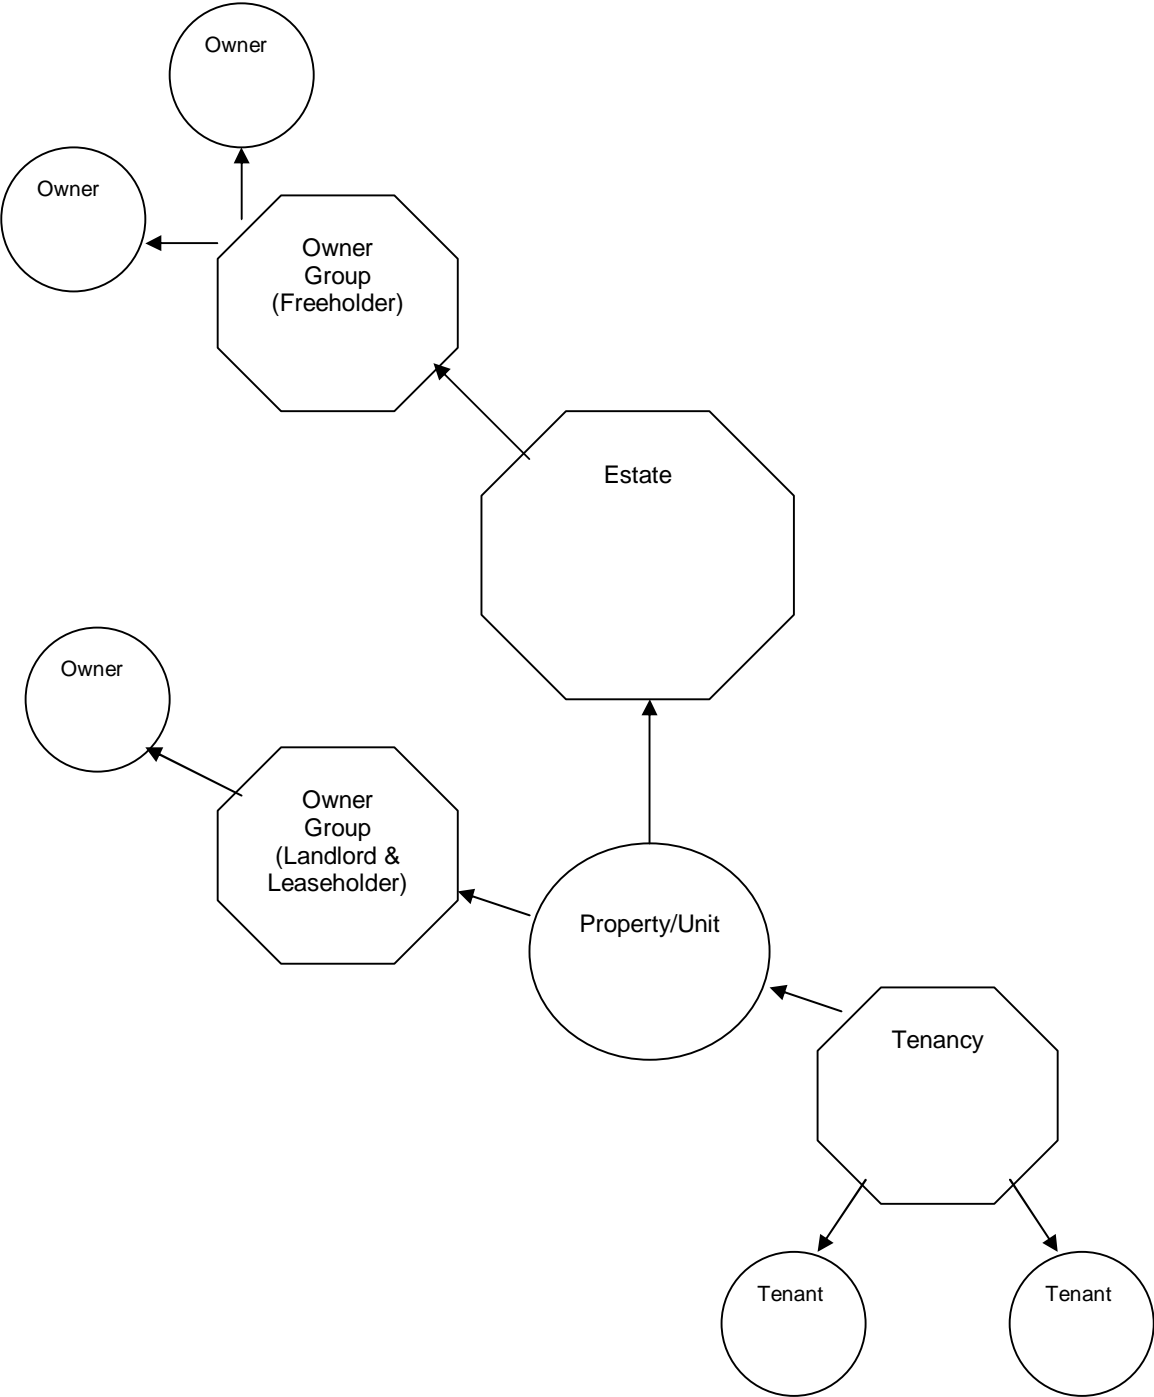 Owner
Owner
Owner
Group
(Freeholder)
Estate
Owner
Owner
Group
(Landlord &
Leaseholder)
Property/Unit
Tenancy
Tenant
Tenant